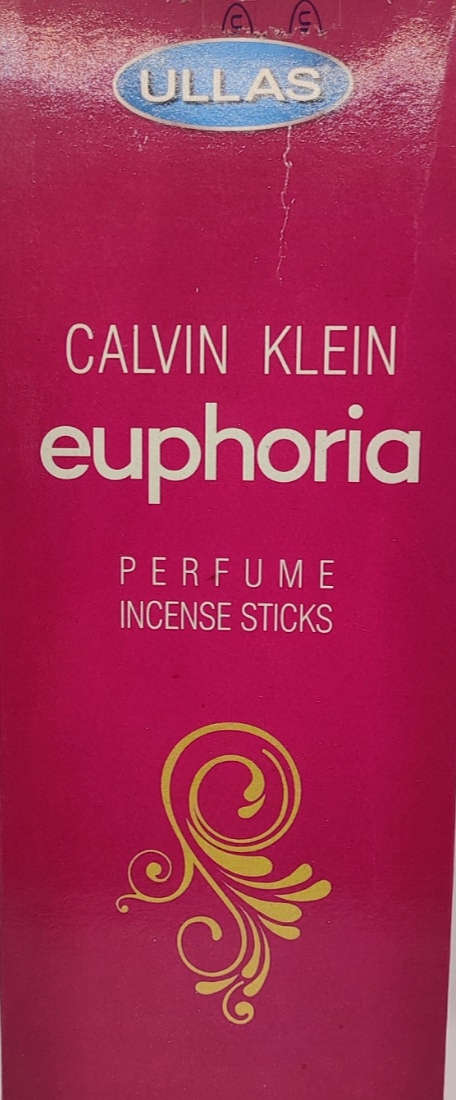 ULLAS
CALVIN KLEIN
euphoria
PERFUME
INCENSE STICKS